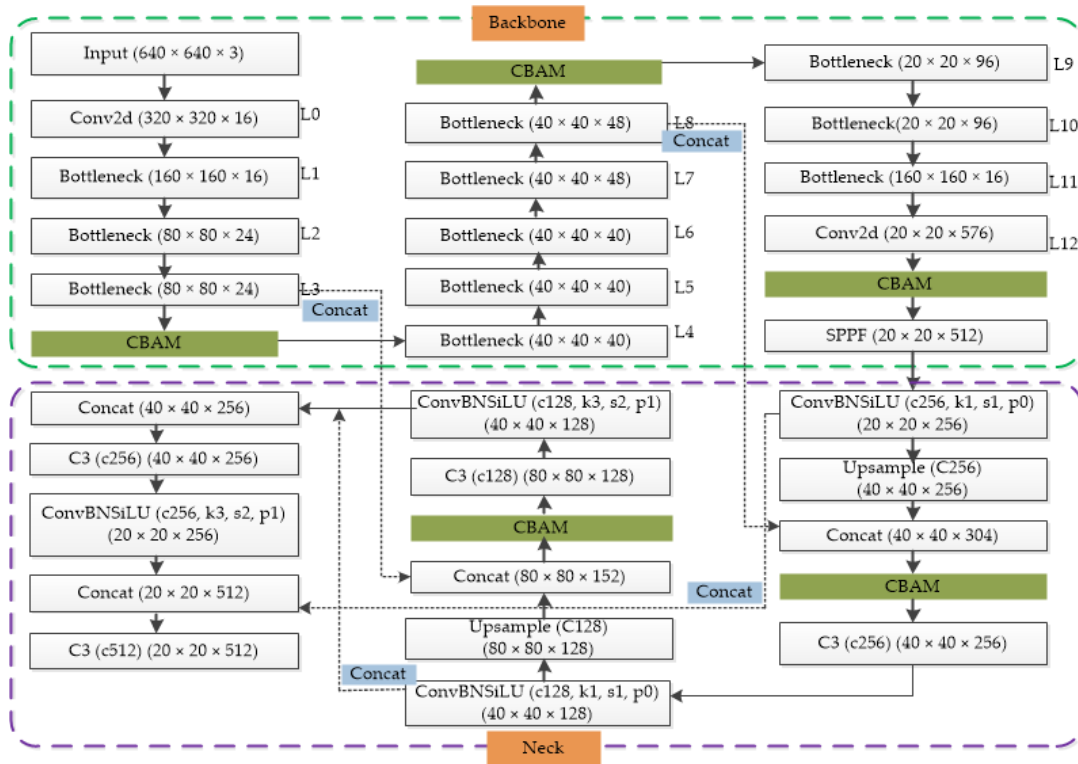 Backbone
Input (640 × 640 × 3)
Conv2d (320 × 320 × 16)
L0
Bottleneck (160 × 160 × 16)
L1
Bottleneck (80 × 80 × 24)
L2
Bottleneck (80 × 80 × 24)
L3
Concat
CBAM
CBAM
Bottleneck (40 × 40 × 48)
L8
Concat
Bottleneck (40 × 40 × 48)
L7
Bottleneck (40 × 40 × 40)
L6
Bottleneck (40 × 40 × 40)
L5
Bottleneck (40 × 40 × 40)
L4
Bottleneck (20 × 20 × 96)
L9
Bottleneck(20 × 20 × 96)
L10
Bottleneck (160 × 160 × 16)
L11
Conv2d (20 × 20 × 576)
L12
CBAM
SPPF (20 × 20 × 512)
Concat (40 × 40 × 256)
C3 (c256) (40 × 40 × 256)
ConvBNSiLU (c256, k3, s2, p1)
(20 × 20 × 256)
Concat (20 × 20 × 512)
C3 (c512) (20 × 20 × 512)
ConvBNSiLU (c128, k3, s2, p1)
(40 × 40 × 128)
C3 (c128) (80 × 80 × 128)
CBAM
Concat (80 × 80 × 152)
Upsample (C128)
(80 × 80 × 128)
Concat
ConvBNSiLU (c128, k1, s1, p0)
(40 × 40 × 128)
ConvBNSiLU (c256, k1, s1, p0)
(20 × 20 × 256)
Upsample (C256)
(40 × 40 × 256)
Concat (40 × 40 × 304)
Concat
CBAM
C3 (c256) (40 × 40 × 256)
Neck